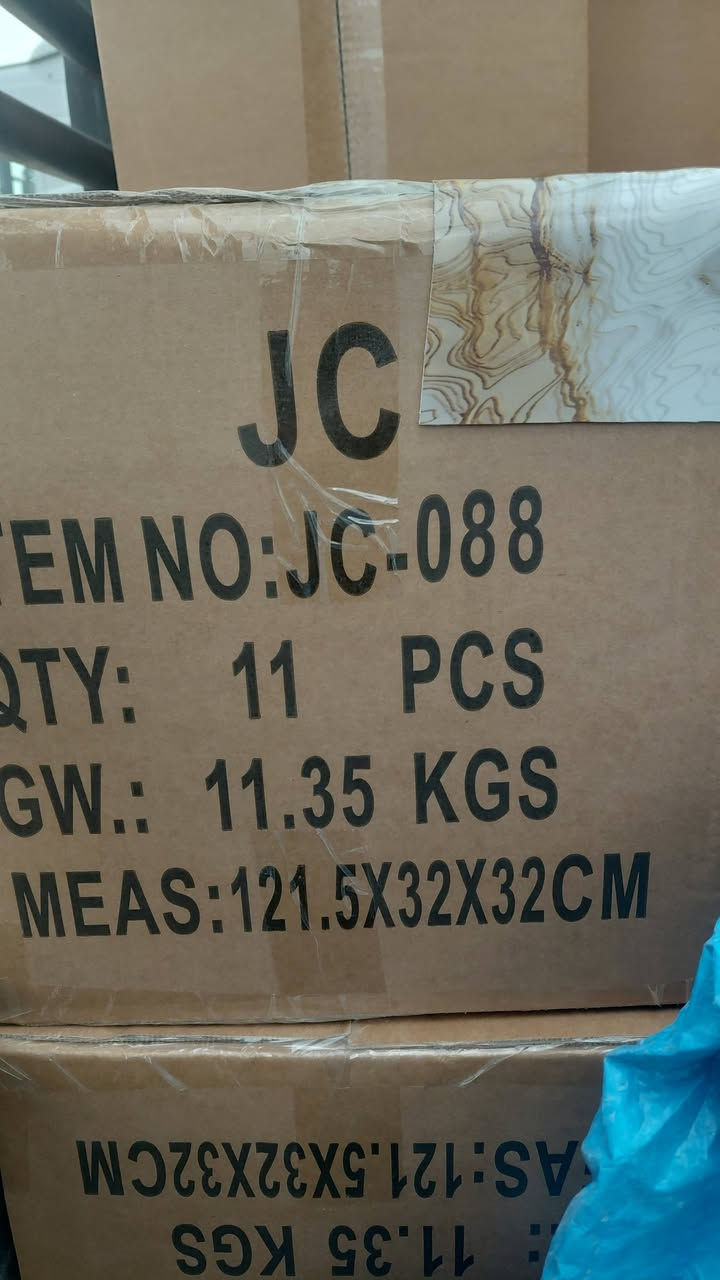 JC
TEM NO:JC-088
QTY: 11 PCS
GW.: 11.35 KGS
MEAS:121.5X32X32CM
11.35 KGS
AS:121.5X32X32CM